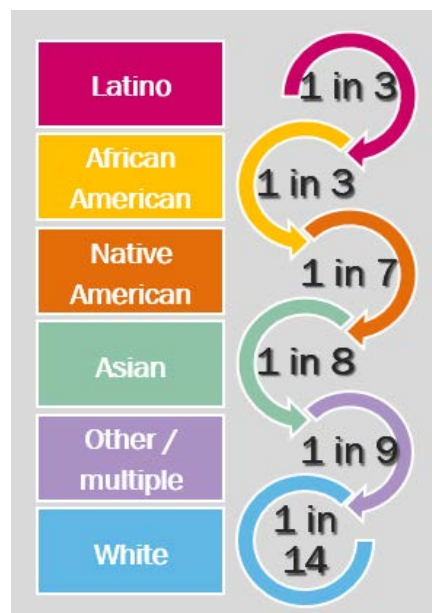 Latino
1 in 3
African
American
1 in 3
Native
American
1 in 7
Asian
1 in 8
Other /
multiple
1 in 9
White
1 in
14